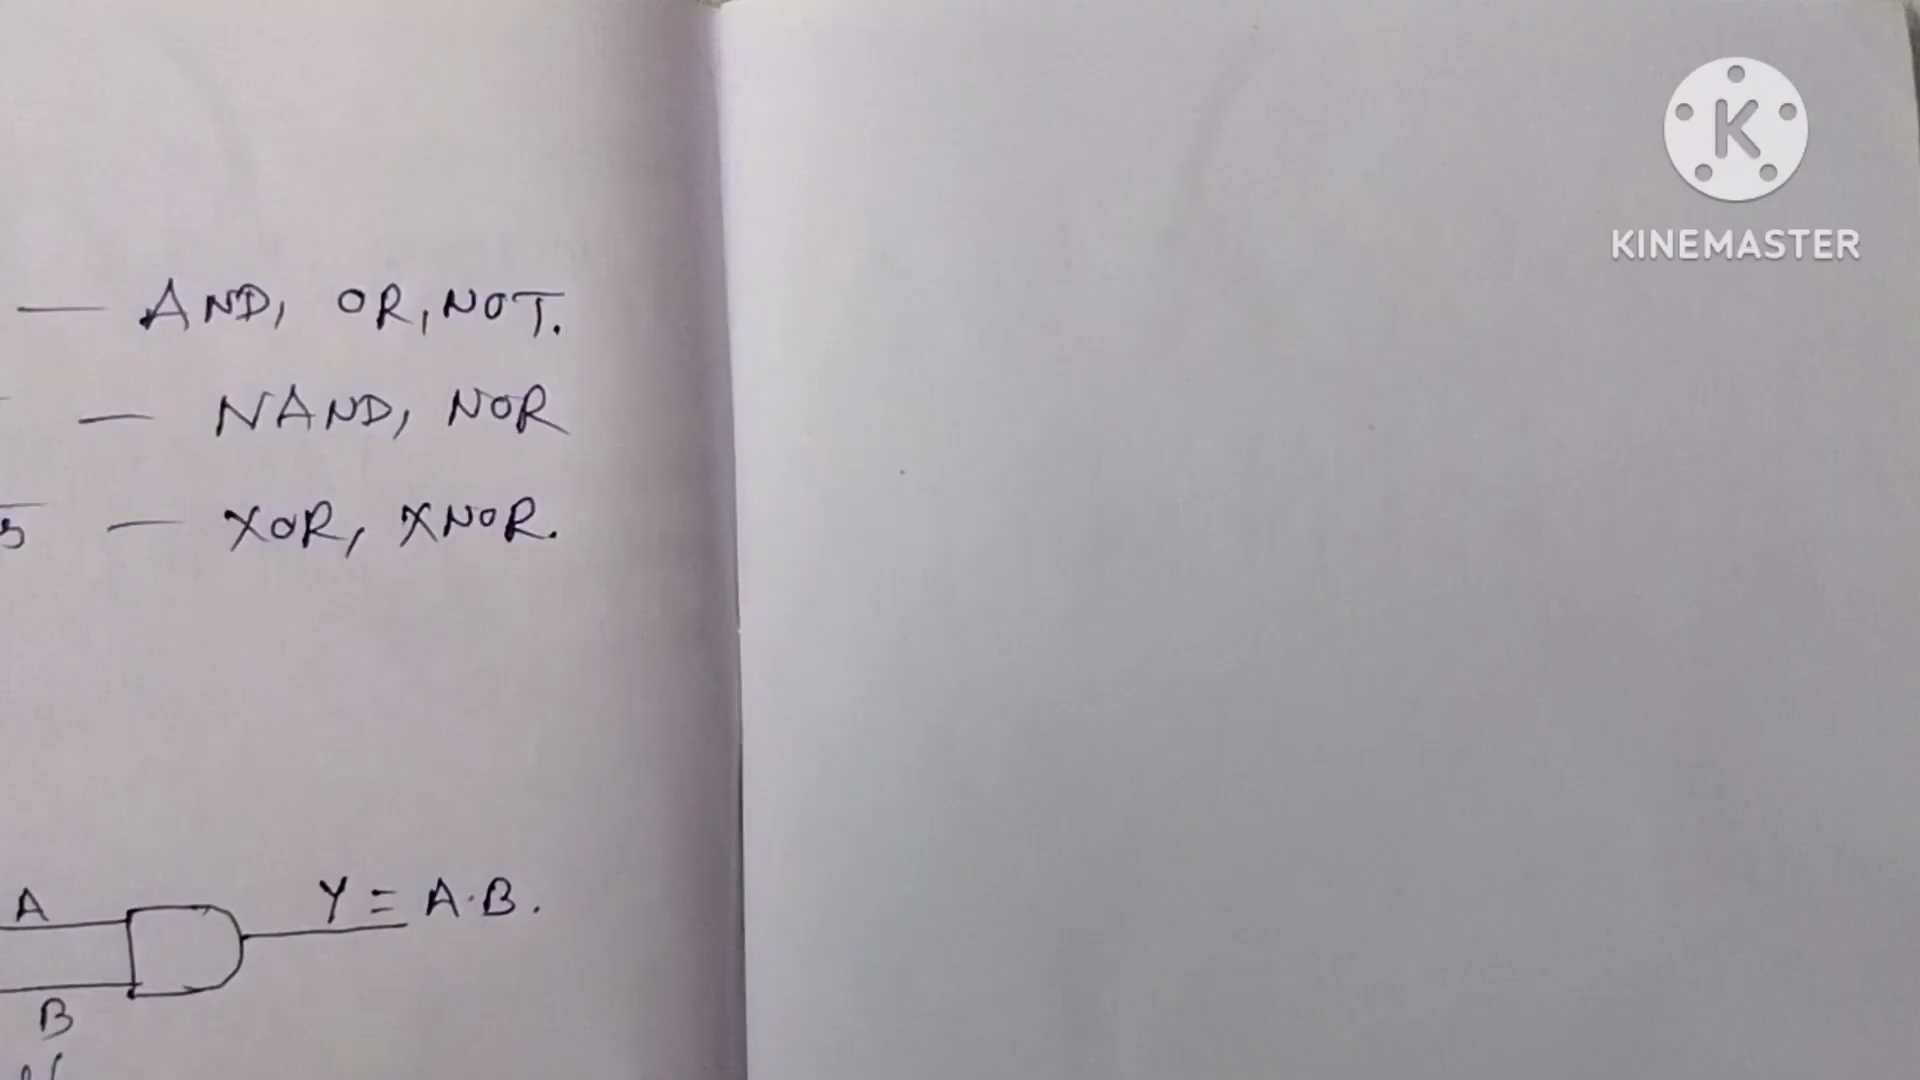 — AND, OR, NOT.
— NAND, NOR
— XOR, XNOR.
A
Y = A·B.
B
K
KINEMASTER